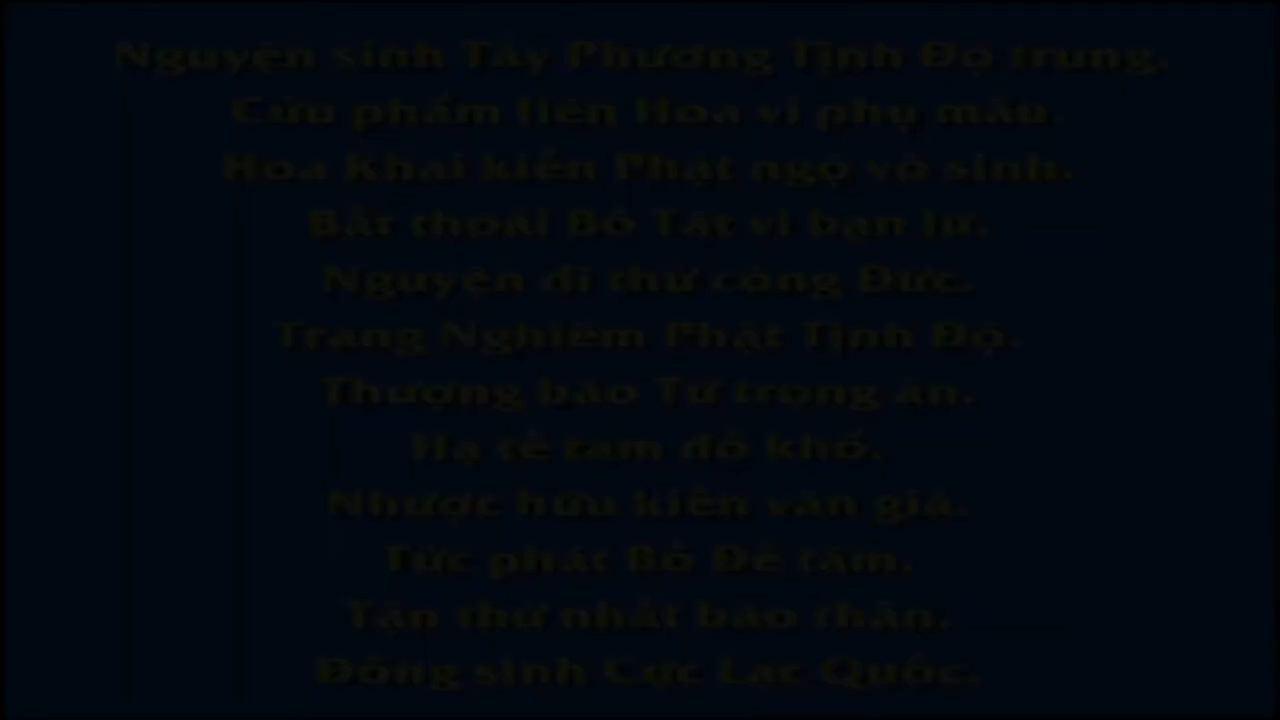 Nguyện sinh Tây Phương Tịnh Độ trung.
Cửu phẩm liên Hoa vi phụ mẫu.
Hoa khai kiến Phật ngộ vô sinh.
Bất thoái Bồ Tát vi bạn lữ.
Nguyện dĩ thử công Đức.
Trang Nghiêm Phật Tịnh Độ.
Thượng báo Tứ trọng ân.
Hạ tế tam đồ khổ.
Nhược hữu kiến văn giả.
Tức phát Bồ Đề tâm.
Tận thử nhất báo thân.
Đồng sinh Cực Lạc Quốc.